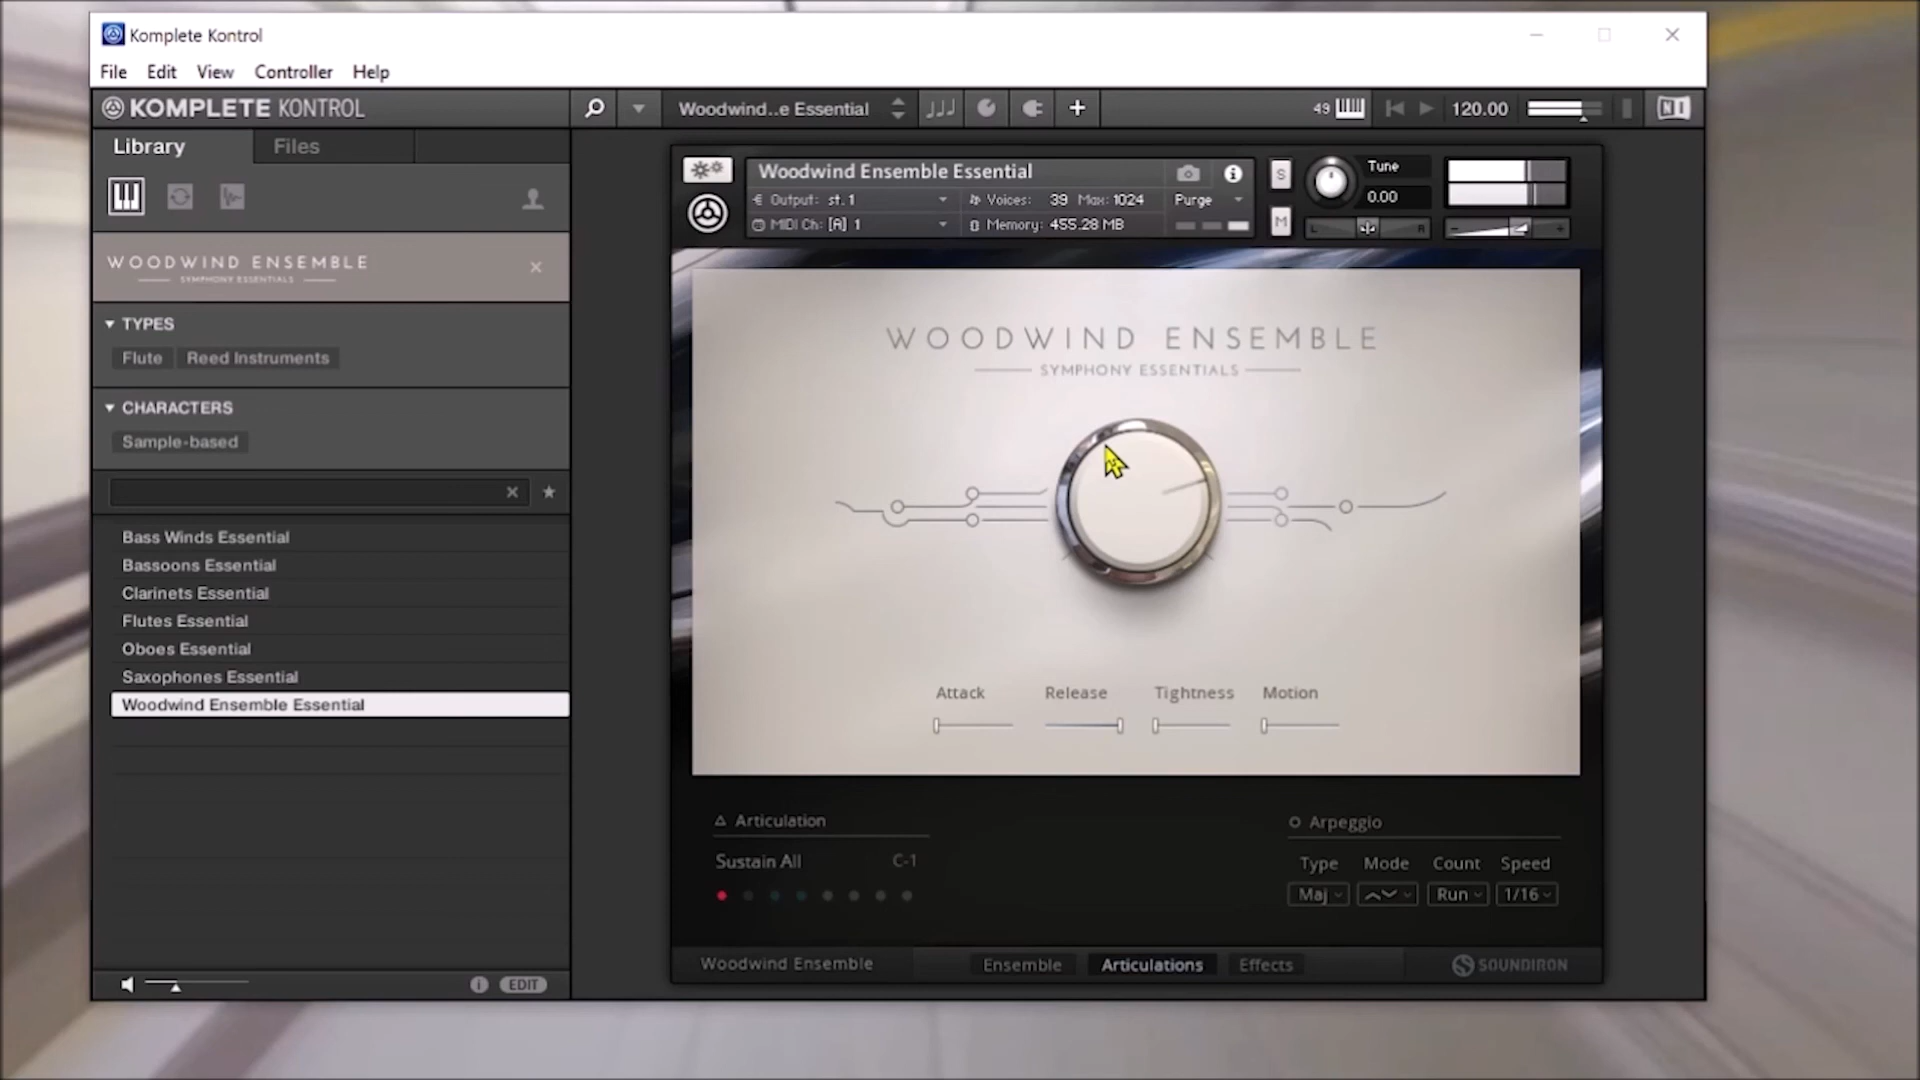 Komplete Kontrol
File Edit View Controller Help
KOMPLETE KONTROL
Woodwind..e Essential
49
120.00
Library Files
WOODWIND ENSEMBLE
SYMPHONY ESSENTIALS
TYPES
Flute Reed Instruments
CHARACTERS
Sample-based
Bass Winds Essential
Bassoons Essential
Clarinets Essential
Flutes Essential
Oboes Essential
Saxophones Essential
Woodwind Ensemble Essential
EDIT
Woodwind Ensemble Essential
Output: st. 1 Voices: 39 Max: 1024 Purge
MIDI Ch: [A] 1 Memory: 455.28 MB
S
M
Tune
0.00
L R
WOODWIND ENSEMBLE
SYMPHONY ESSENTIALS
Attack Release Tightness Motion
Articulation
Sustain All C-1
Arpeggio
Type Mode Count Speed
Maj Run 1/16
Woodwind Ensemble Ensemble Articulations Effects SOUNDIRON